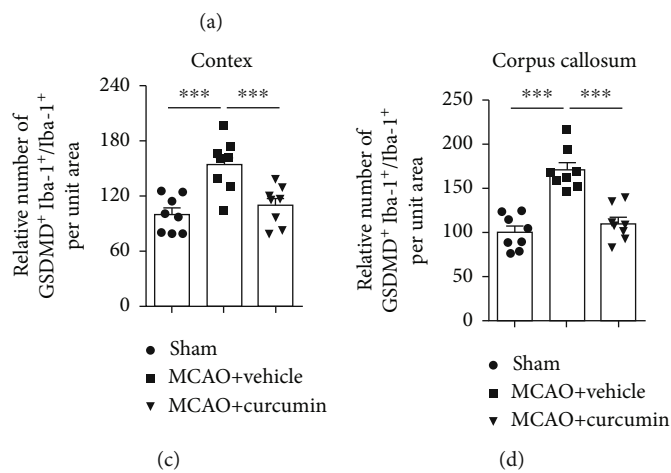 (a)
Contex
Relative number of
GSDMD⁺ Iba-1⁺/Iba-1⁺
per unit area
240
180
120
60
0
***
***
Sham
MCAO+vehicle
MCAO+curcumin
(c)
Corpus callosum
Relative number of
GSDMD⁺ Iba-1⁺/Iba-1⁺
per unit area
250
200
150
100
50
0
***
***
Sham
MCAO+vehicle
MCAO+curcumin
(d)